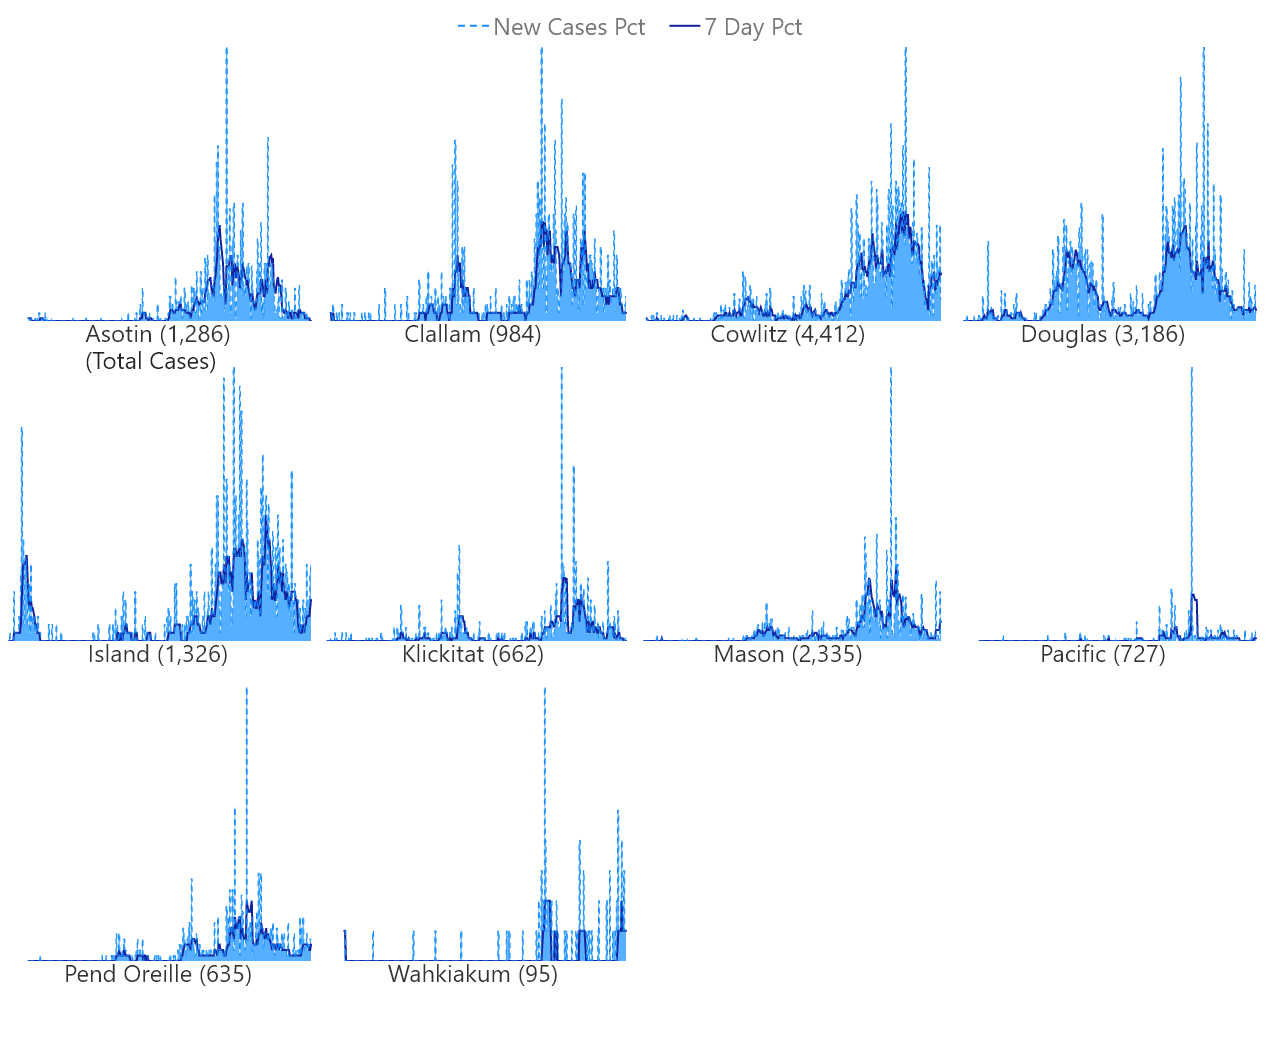 New Cases Pct 7 Day Pct
Asotin (1,286)
(Total Cases)
Clallam (984)
Cowlitz (4,412)
Douglas (3,186)
Island (1,326)
Klickitat (662)
Mason (2,335)
Pacific (727)
Pend Oreille (635)
Wahkiakum (95)